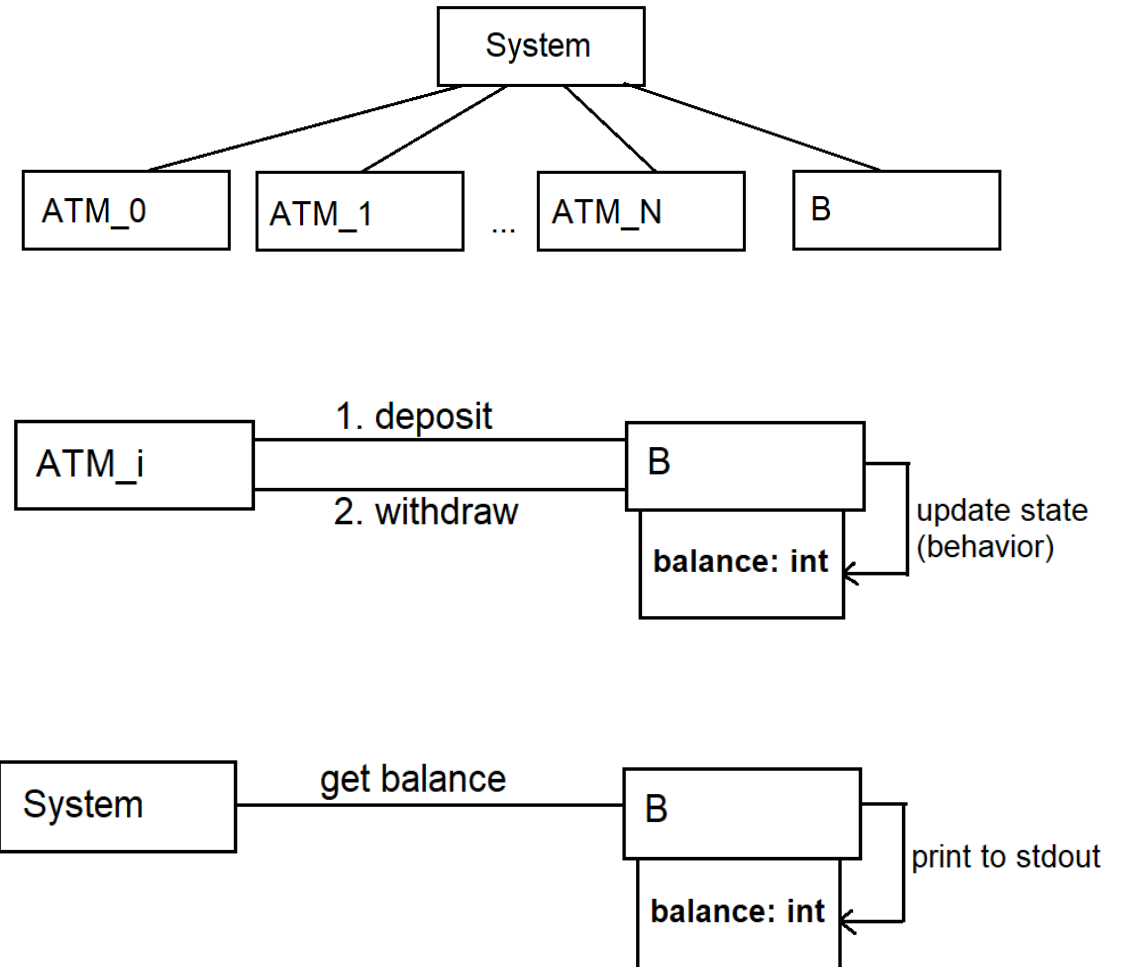 System
ATM_0
ATM_1
...
ATM_N
B
1. deposit
ATM_i
B
2. withdraw
update state
(behavior)
balance: int
get balance
System
B
print to stdout
balance: int